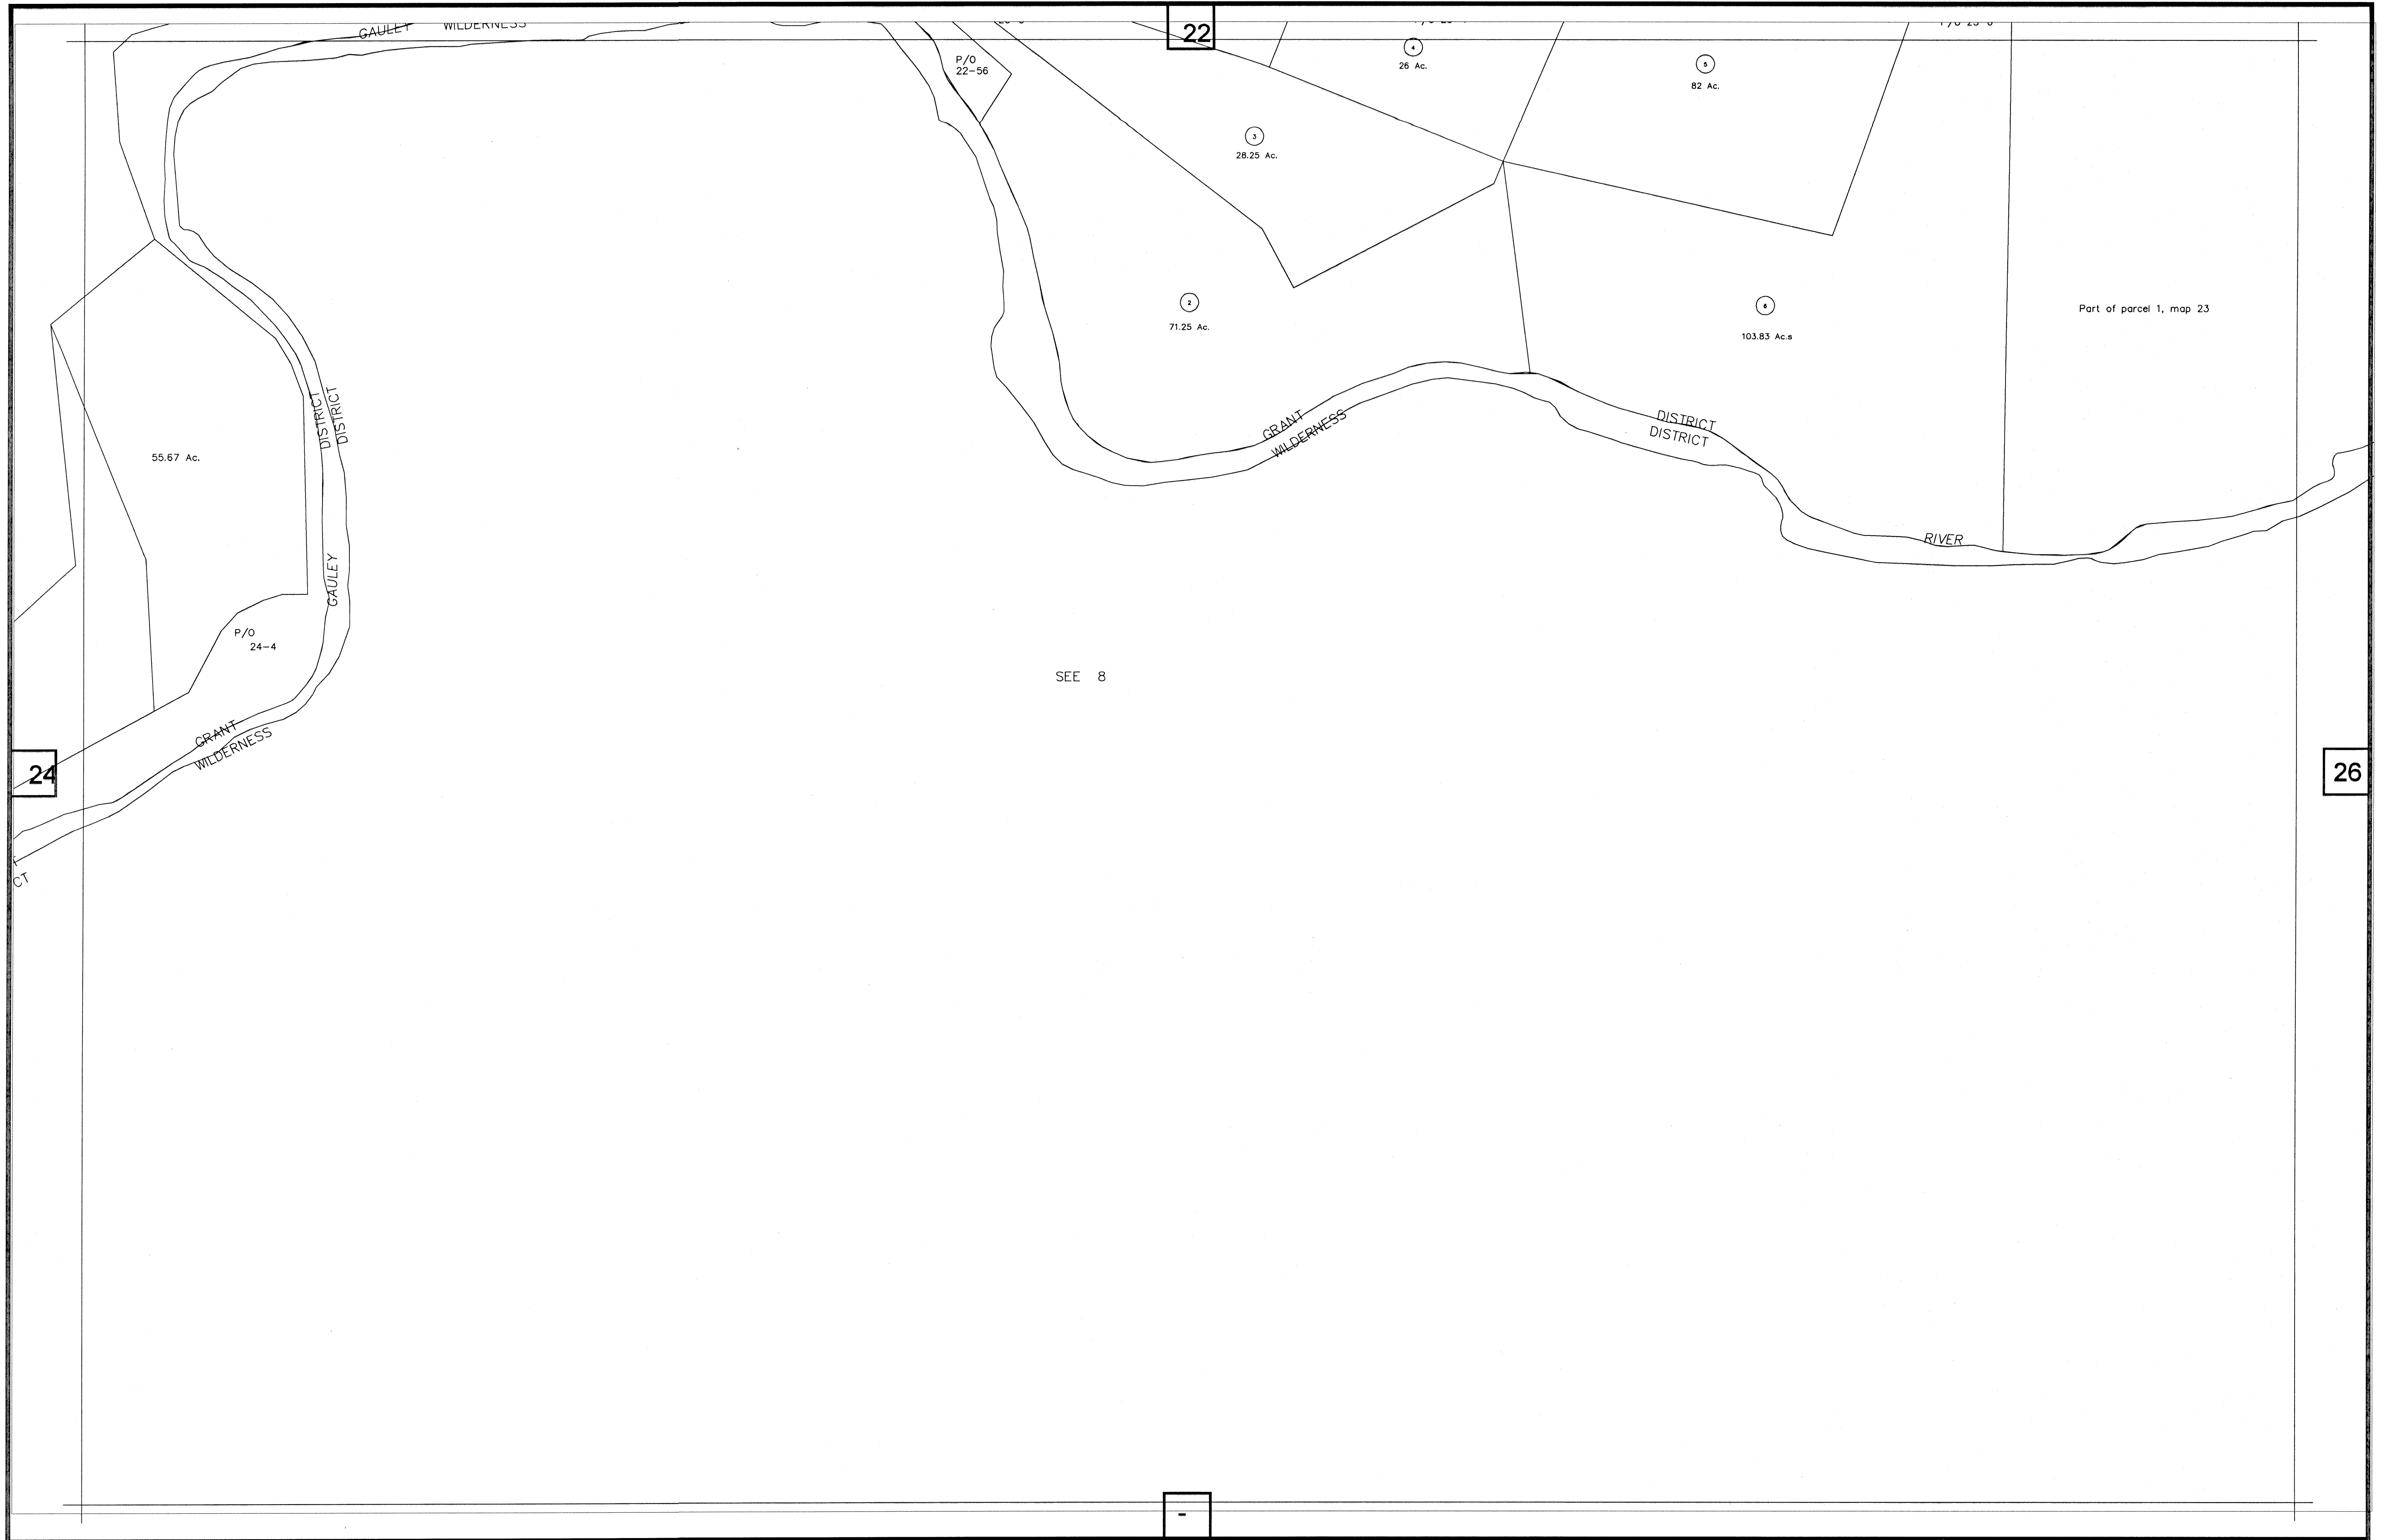 22
GAULEY WILDERNESS
P/O
22-56
4
26 Ac.
5
82 Ac.
3
28.25 Ac.
2
71.25 Ac.
6
103.83 Ac.s
Part of parcel 1, map 23
DISTRICT
DISTRICT
GRANT
WILDERNESS
DISTRICT
DISTRICT
55.67 Ac.
RIVER
GAULEY
P/O
24-4
SEE 8
GRANT
WILDERNESS
24
26
CT
-